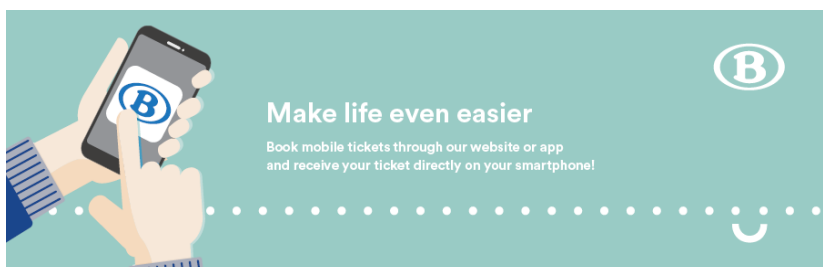 B
B
Make life even easier
Book mobile tickets through our website or app
and receive your ticket directly on your smartphone!